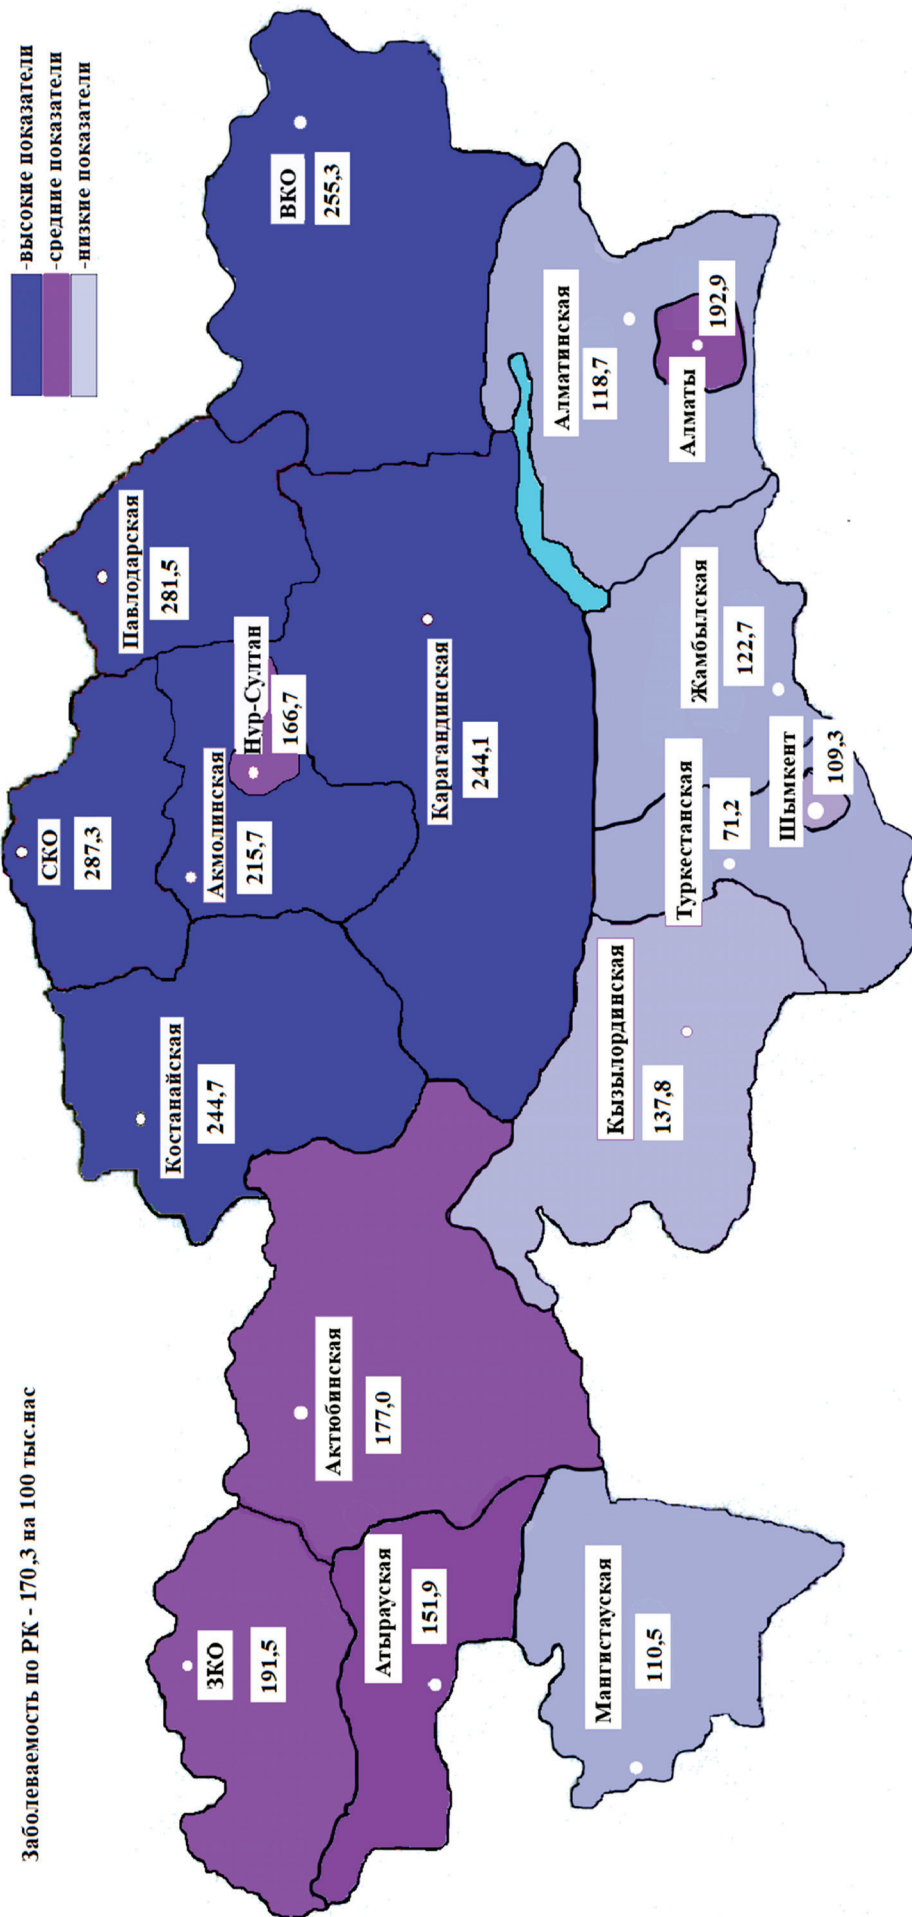 Заболеваемость по РК - 170,3 на 100 тыс.нас
-высокие показатели
-средние показатели
-низкие показатели
ЗКО
191,5
Атырауская
151,9
Мангистауская
110,5
Актюбинская
177,0
Костанайская
244,7
СКО
287,3
Акмолинская
215,7
Нур-Султан
166,7
Павлодарская
281,5
Карагандинская
244,1
ВКО
255,3
Кызылординская
137,8
Туркестанская
71,2
Шымкент
109,3
Жамбылская
122,7
Алматинская
118,7
Алматы
192,9